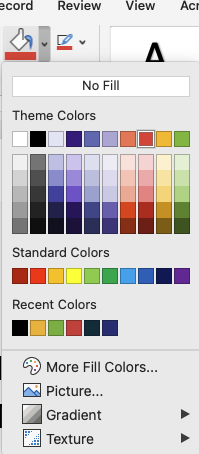 ecord Review View Acr
A
No Fill
Theme Colors
Standard Colors
Recent Colors
More Fill Colors...
Picture...
Gradient
Texture